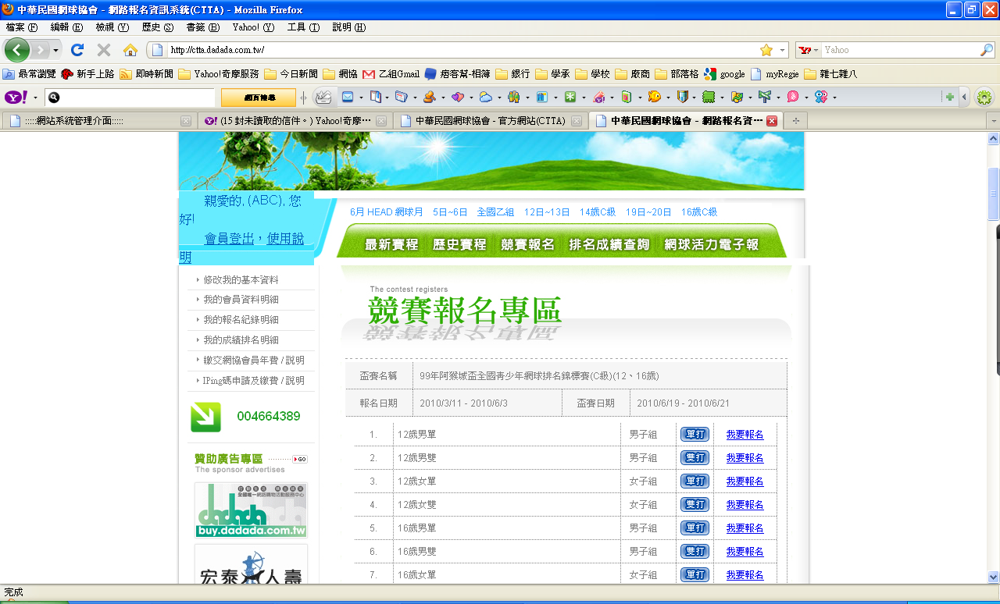 中華民國網球協會 - 網路報名資訊系統(CTTA) - Mozilla Firefox
檔案 (F) 編輯 (E) 檢視 (V) 歷史 (S) 書籤 (B) Yahoo! (Y) 工具 (T) 說明 (H)
http://ctta.dadada.com.tw/ Yahoo
最常瀏覽 新手上路 即時新聞 Yahoo!奇摩服務 今日新聞 網協 乙組Gmail 痞客幫-相簿 銀行 學承 學校 廠商 部落格 google myRegie 雜七雜八
Y! 網頁搜尋
:::::網站系統管理介面::::: (15 封未讀取的信件。) Yahoo!奇摩… 中華民國網球協會 - 官方網站(CTTA) 中華民國網球協會 - 網路報名資…
親愛的, (ABC), 您
好!
會員登出，使用說
明
6月 HEAD 網球月 5日~6日 全國乙組 12日~13日 14歲C級 19日~20日 16歲C級
最新賽程 歷史賽程 競賽報名 排名成績查詢 網球活力電子報
修改我的基本資料
我的會員資料明細
我的報名紀錄明細
我的成績排名明細
繳交網協會員年費 / 說明
IPing碼申請及繳費 / 說明
004664389
贊助廣告專區 GO
The sponsor advertises
全國唯一網路購物活動服務中心
dadada
buy.dadada.com.tw
宏泰人壽
The contest registers
競賽報名專區
盃賽名稱 99年阿猴城盃全國青少年網球排名錦標賽(C級)(12、16歲)
報名日期 2010/3/11 - 2010/6/3 盃賽日期 2010/6/19 - 2010/6/21
1. 12歲男單 男子組 單打 我要報名
2. 12歲男雙 男子組 雙打 我要報名
3. 12歲女單 女子組 單打 我要報名
4. 12歲女雙 女子組 雙打 我要報名
5. 16歲男單 男子組 單打 我要報名
6. 16歲男雙 男子組 雙打 我要報名
7. 16歲女單 女子組 單打 我要報名
完成